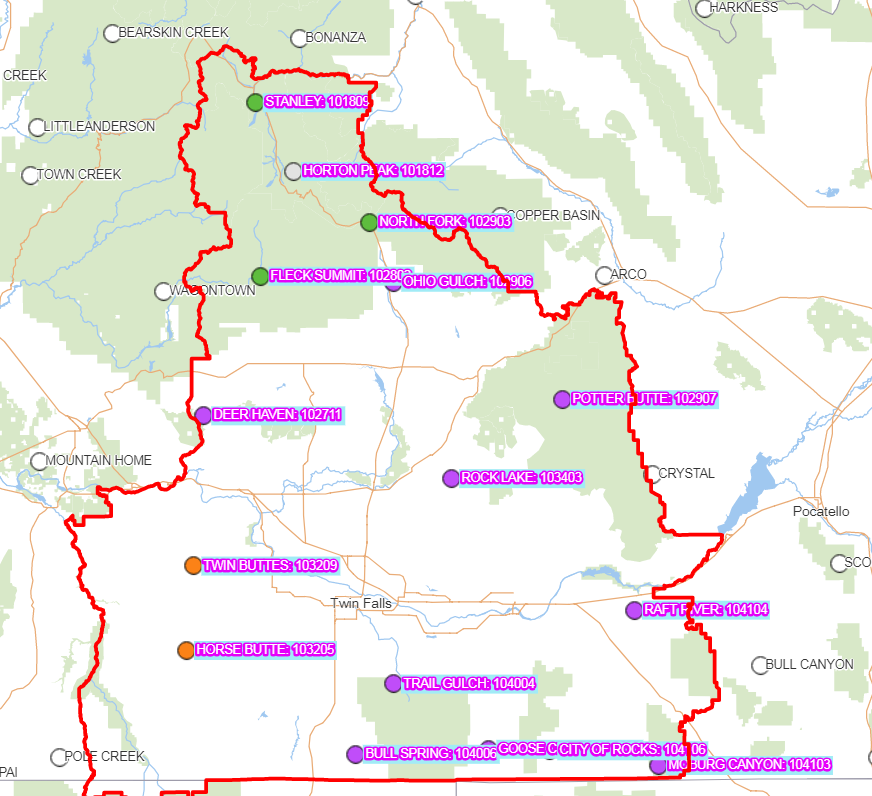 HARKNESS
BEARSKIN CREEK
BONANZA
CREEK
STANLEY: 101809
LITTLEANDERSON
HORTON PEAK: 101812
TOWN CREEK
COPPER BASIN
NORTH FORK: 102903
FLECK SUMMIT: 10280
OHIO GULCH: 102906
ARCO
WAGONTOWN
POTTER BUTTE: 102907
DEER HAVEN: 102711
MOUNTAIN HOME
CRYSTAL
ROCK LAKE: 103403
Pocatello
TWIN BUTTES: 103209
SCO
Twin Falls
RAFT RIVER: 104104
HORSE BUTTE: 103205
BULL CANYON
TRAIL GULCH: 104004
GOOSE C
CITY OF ROCKS: 104106
BULL SPRING: 104006
POLE CREEK
MOBURG CANYON: 104103
PAI